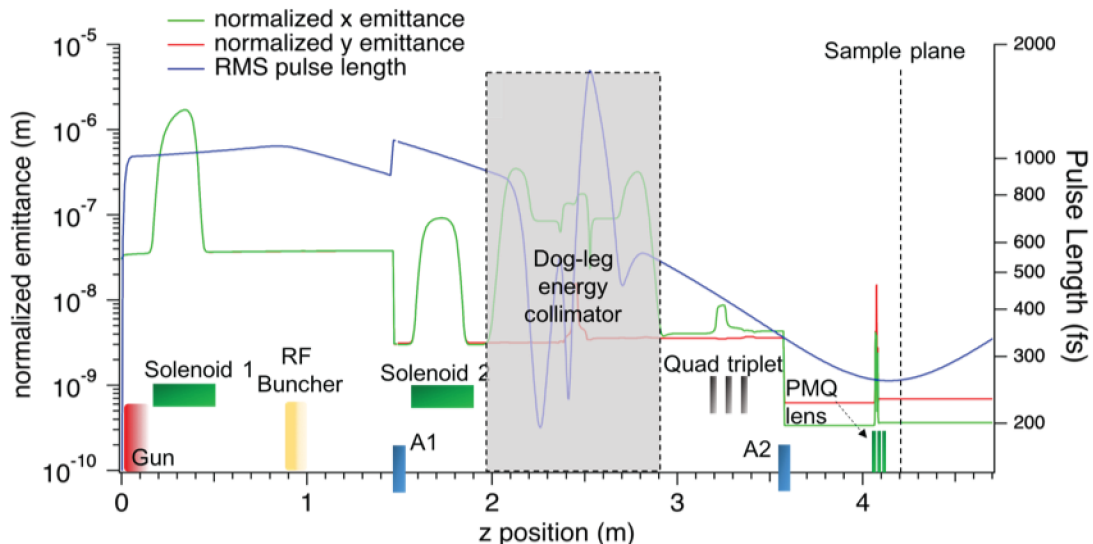 normalized x emittance
normalized y emittance
RMS pulse length
Sample plane
normalized emittance (m)
10-5
10-6
10-7
10-8
10-9
10-10
2000
1000
900
800
700
600
500
400
300
200
Pulse Length (fs)
Dog-leg
energy
collimator
Solenoid 1
RF
Buncher
Gun
A1
Solenoid 2
Quad triplet
PMQ
lens
A2
0
1
2
3
4
z position (m)